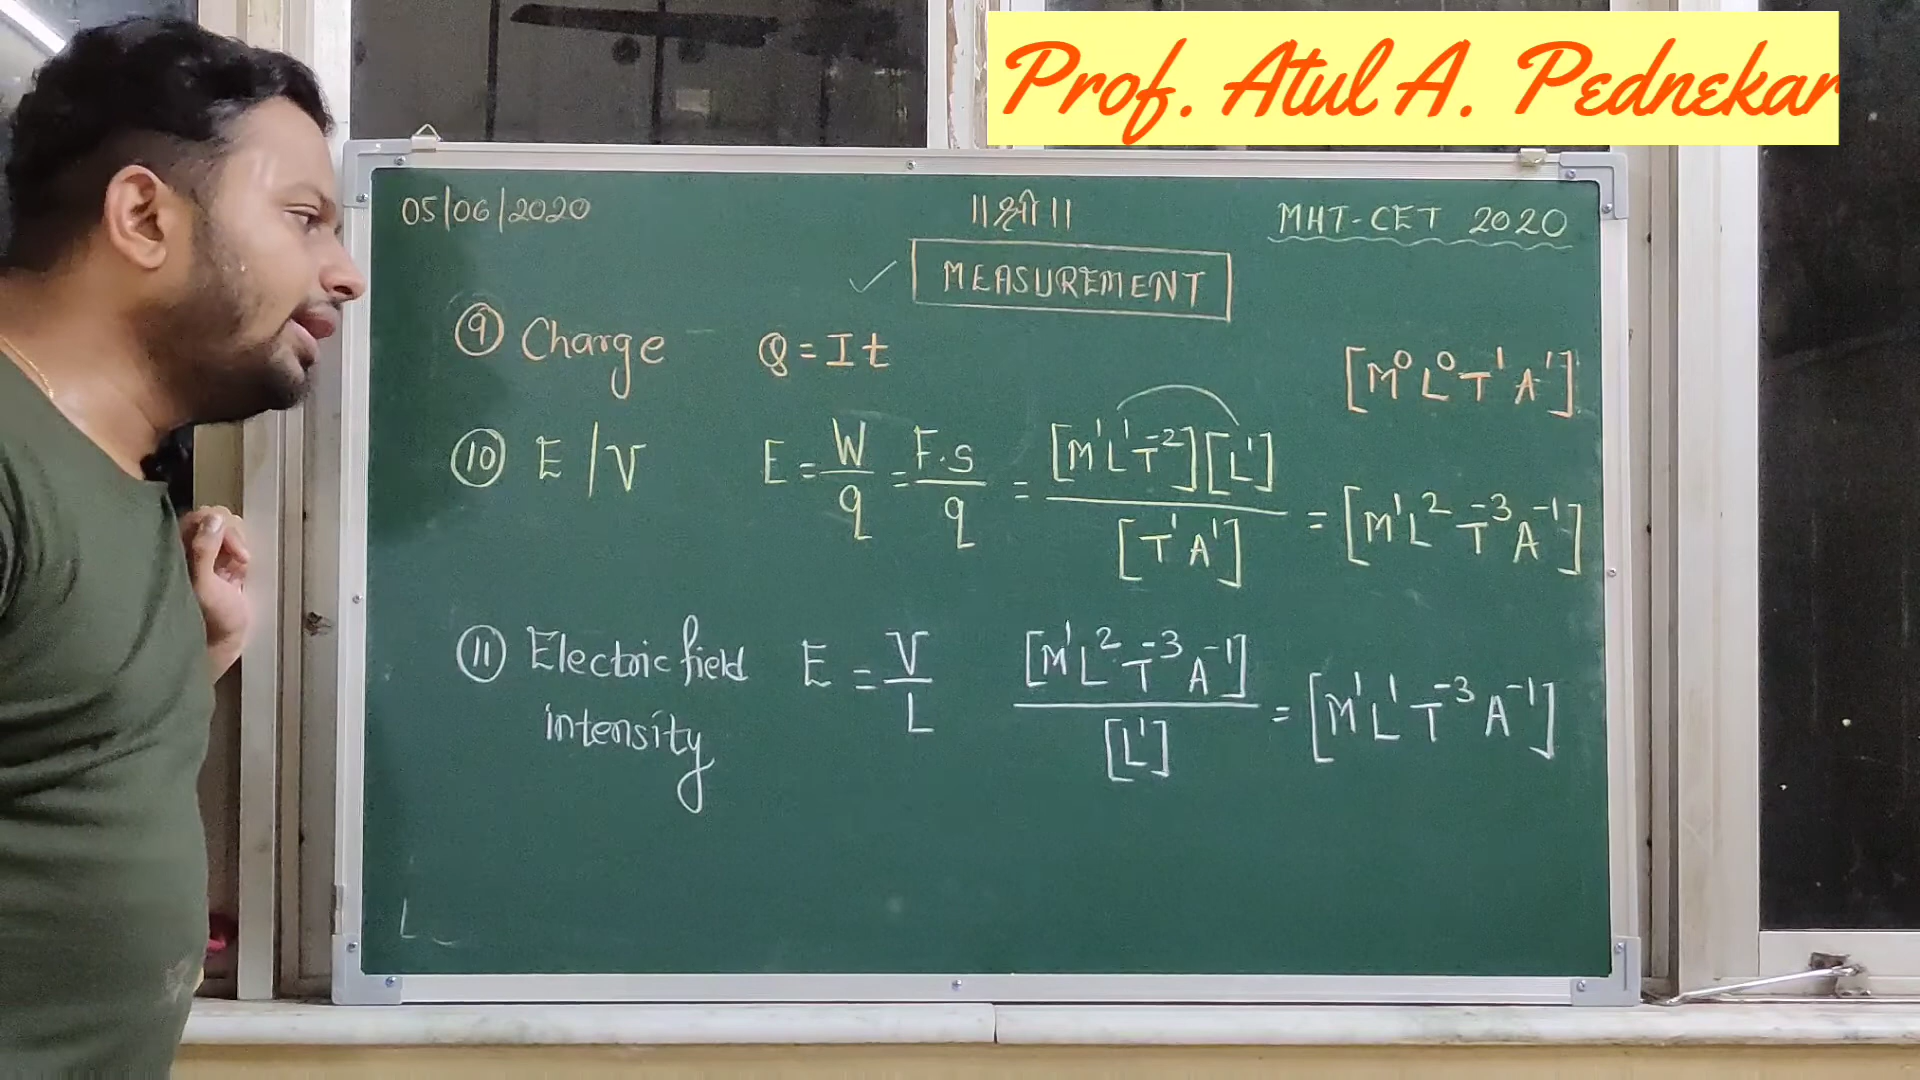 Prof. Atul A. Pednekar
05/06/2020 ||श्री|| MHT-CET 2020
✓ MEASUREMENT
⑨ Charge Q = It [M⁰L⁰T¹A¹]
⑩ E/V E = W/q = F.s/q = [M¹L¹T⁻²][L¹]/[T¹A¹] = [M¹L²T⁻³A⁻¹]
⑪ Electric field E = V/L [M¹L²T⁻³A⁻¹]/[L¹] = [M¹L¹T⁻³A⁻¹]
intensity
L